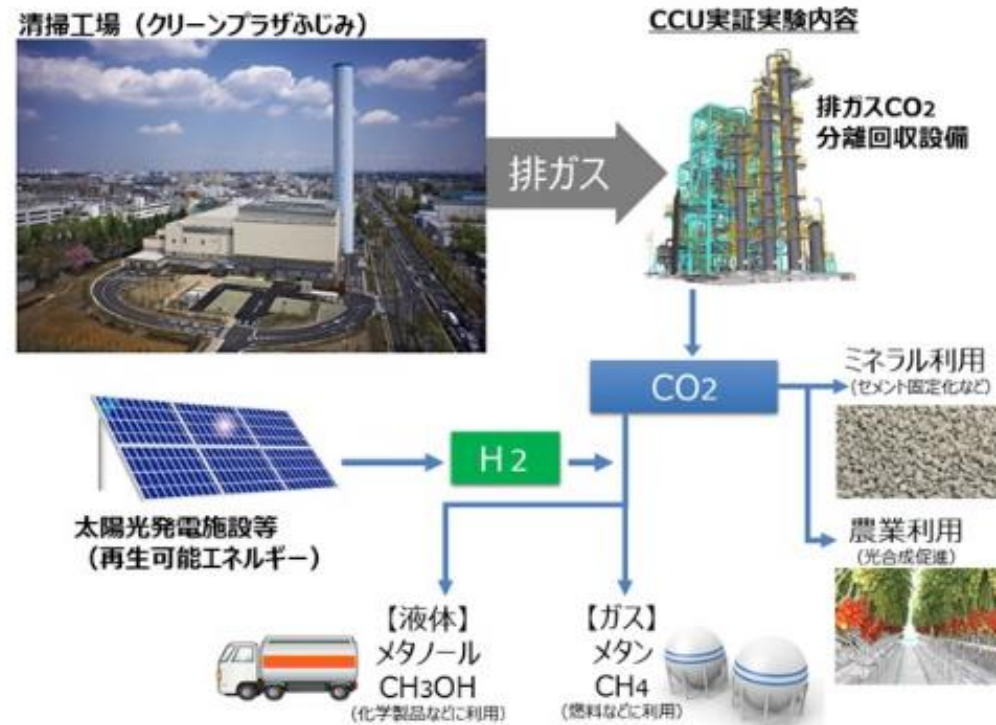 清掃工場（クリーンプラザふじみ）
CCU実証実験内容
排ガスCO2
分離回収設備
排ガス
CO2
ミネラル利用
（セメント固定化など）
H2
太陽光発電施設等
（再生可能エネルギー）
農業利用
（光合成促進）
【液体】
メタノール
CH3OH
（化学製品などに利用）
【ガス】
メタン
CH4
（燃料などに利用）